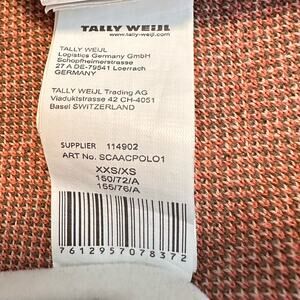 TALLY WEIJL
www.tally-weijl.com
TALLY WEIJL
Logistics Germany GmbH
Schopfheimerstrasse
27 A DE-79541 Loerrach
GERMANY
TALLY WEIJL Trading AG
Viaduktstrasse 42 CH-4051
Basel SWITZERLAND
SUPPLIER 114902
ART No. SCAACPOLO1
XXS/XS
150/72/A
155/76/A
7612957078372